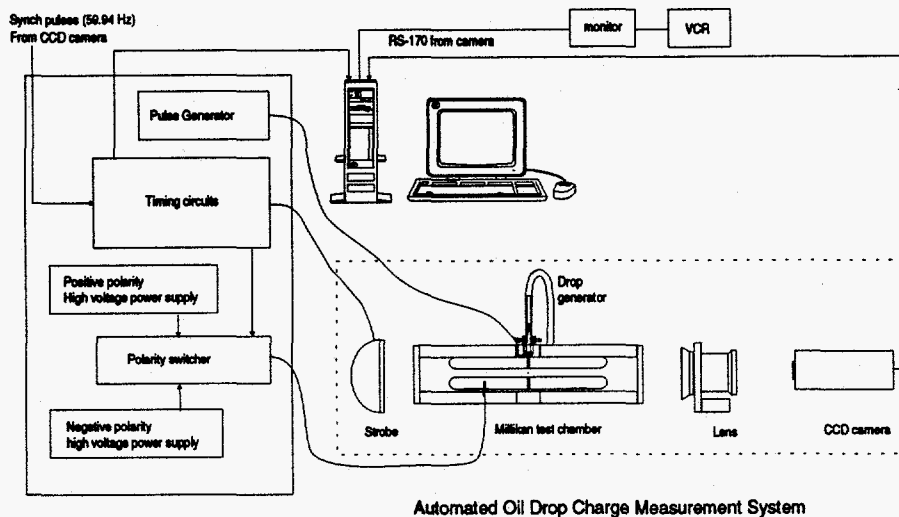 Synch pulses (59.94 Hz)
From CCD camera
RS-170 from camera
monitor
VCR
Pulse Generator
Timing circuits
Positive polarity
High voltage power supply
Polarity switcher
Negative polarity
high voltage power supply
Drop
generator
Strobe
Millikan test chamber
Lens
CCD camera
Automated Oil Drop Charge Measurement System